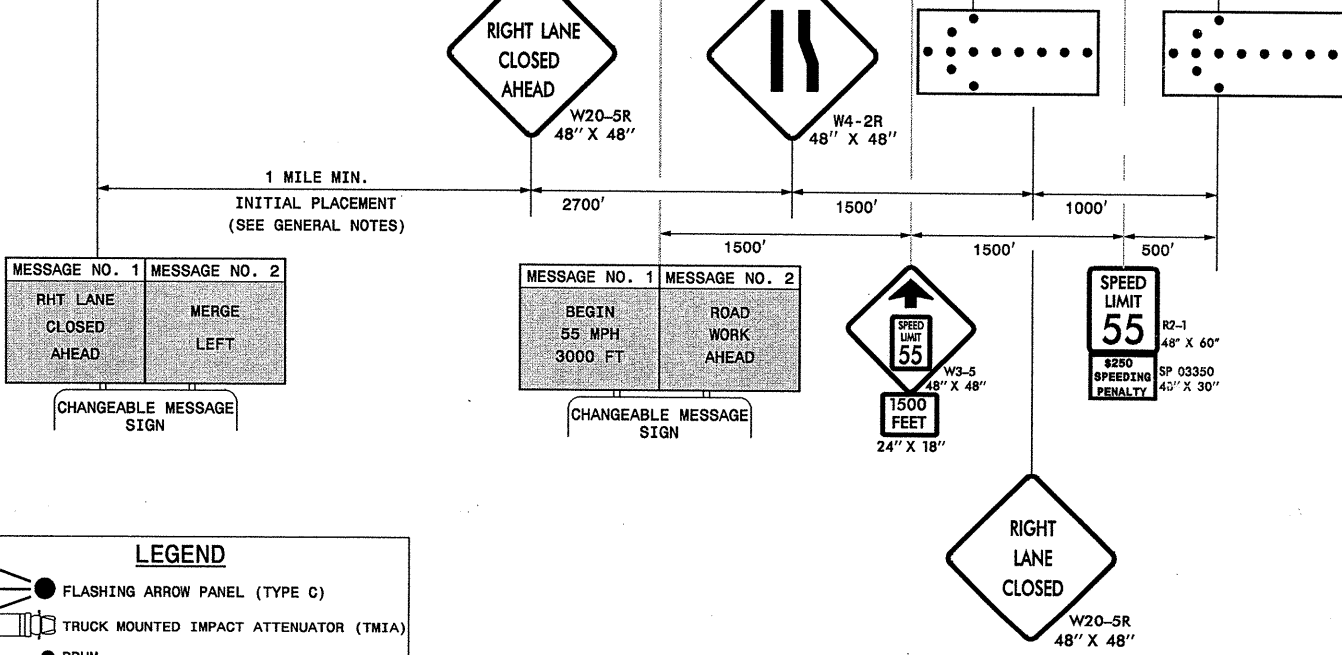 RIGHT LANE
CLOSED
AHEAD
W20-5R
48" X 48"
W4-2R
48" X 48"
1 MILE MIN.
INITIAL PLACEMENT
(SEE GENERAL NOTES)
2700'
1500'
1000'
1500'
1500'
500'
MESSAGE NO. 1
MESSAGE NO. 2
RHT LANE
CLOSED
AHEAD
MERGE
LEFT
CHANGEABLE MESSAGE
SIGN
MESSAGE NO. 1
MESSAGE NO. 2
BEGIN
55 MPH
3000 FT
ROAD
WORK
AHEAD
CHANGEABLE MESSAGE
SIGN
SPEED
LIMIT
55
W3-5
48" X 48"
1500
FEET
24" X 18"
SPEED
LIMIT
55
R2-1
48" X 60"
$250
SPEEDING
PENALTY
SP 03350
X 30"
RIGHT
LANE
CLOSED
W20-5R
48" X 48"
LEGEND
FLASHING ARROW PANEL (TYPE C)
TRUCK MOUNTED IMPACT ATTENUATOR (TMIA)